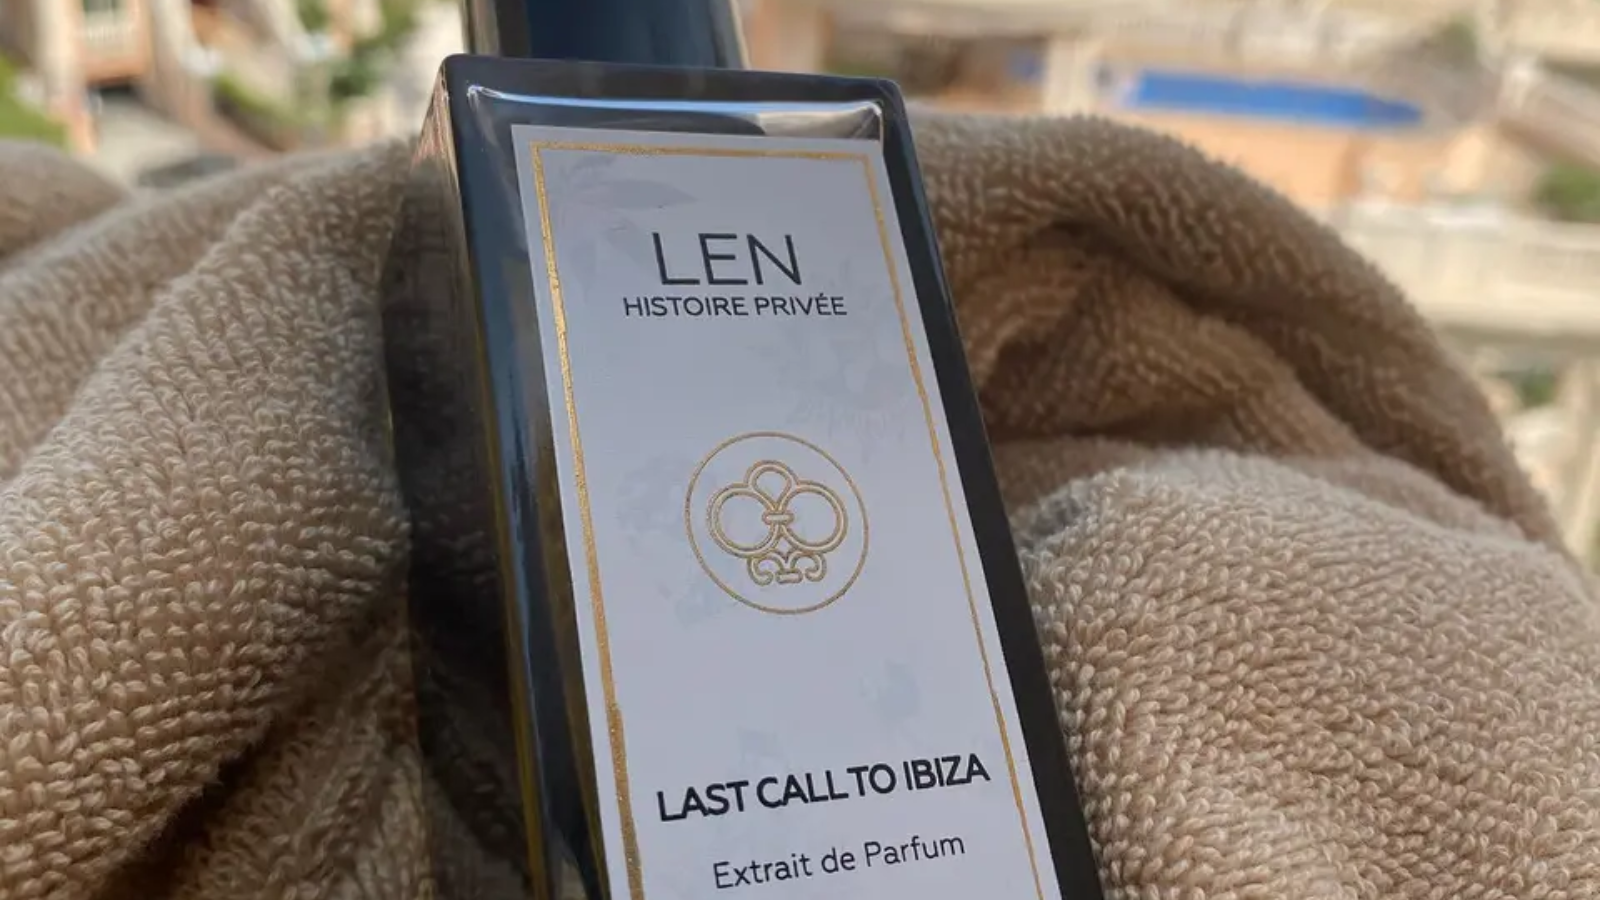 LEN
HISTOIRE PRIVÉE
LAST CALL TO IBIZA
Extrait de Parfum